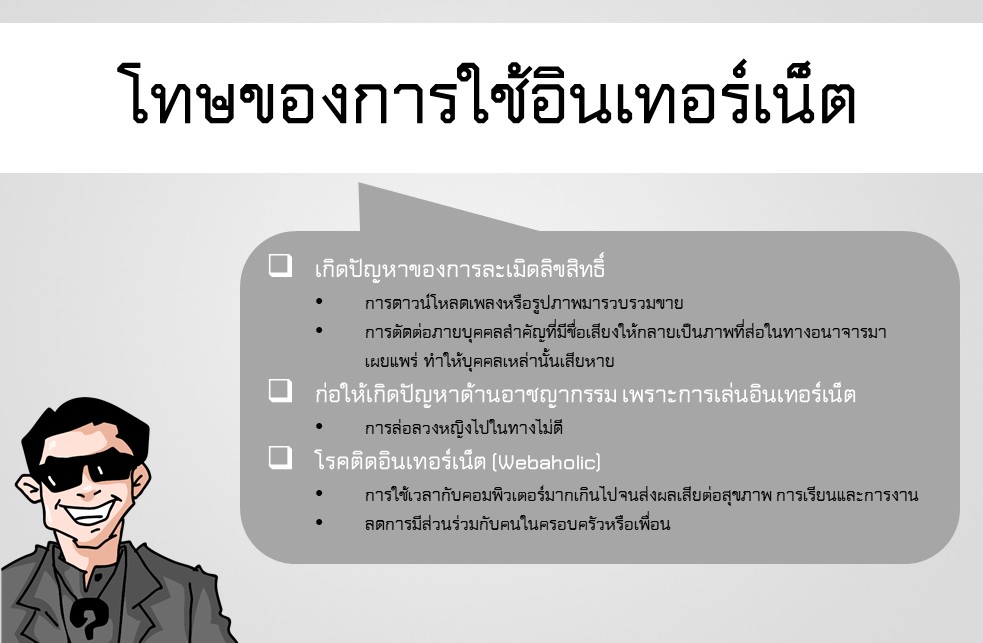 โทษของการใช้อินเทอร์เน็ต
❑ เกิดปัญหาของการละเมิดลิขสิทธิ์
• การดาวน์โหลดเพลงหรือรูปภาพมารวบรวมขาย
• การตัดต่อภายบุคคลสำคัญที่มีชื่อเสียงให้กลายเป็นภาพที่ส่อในทางอนาจารมา
เผยแพร่ ทำให้บุคคลเหล่านั้นเสียหาย
❑ ก่อให้เกิดปัญหาด้านอาชญากรรม เพราะการเล่นอินเทอร์เน็ต
• การล่อลวงหญิงไปในทางไม่ดี
❑ โรคติดอินเทอร์เน็ต (Webaholic)
• การใช้เวลากับคอมพิวเตอร์มากเกินไปจนส่งผลเสียต่อสุขภาพ การเรียนและการงาน
• ลดการมีส่วนร่วมกับคนในครอบครัวหรือเพื่อน
?